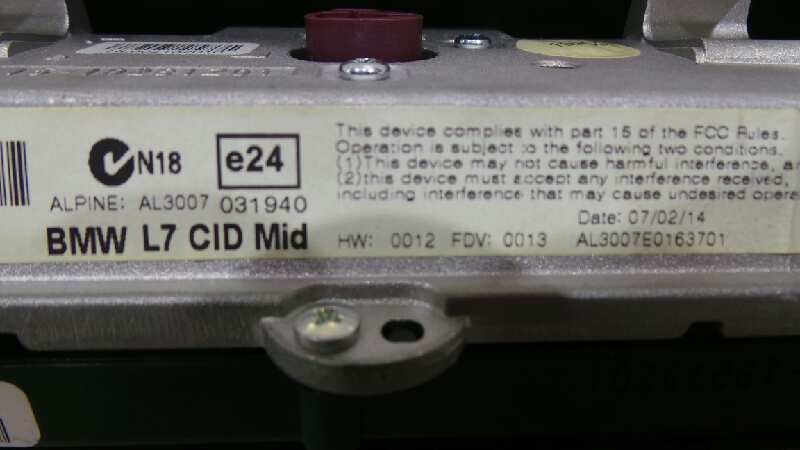 N18
e24
ALPINE: AL3007 031940
BMW L7 CID Mid
This device complies with part 15 of the FCC Rules.
Operation is subject to the following two conditions.
(1)This device may not cause harmful interference,
(2)this device must accept any interference received,
including interference that may cause undesired
Date: 07/02/14
HW: 0012 FDV: 0013 AL3007E0163701